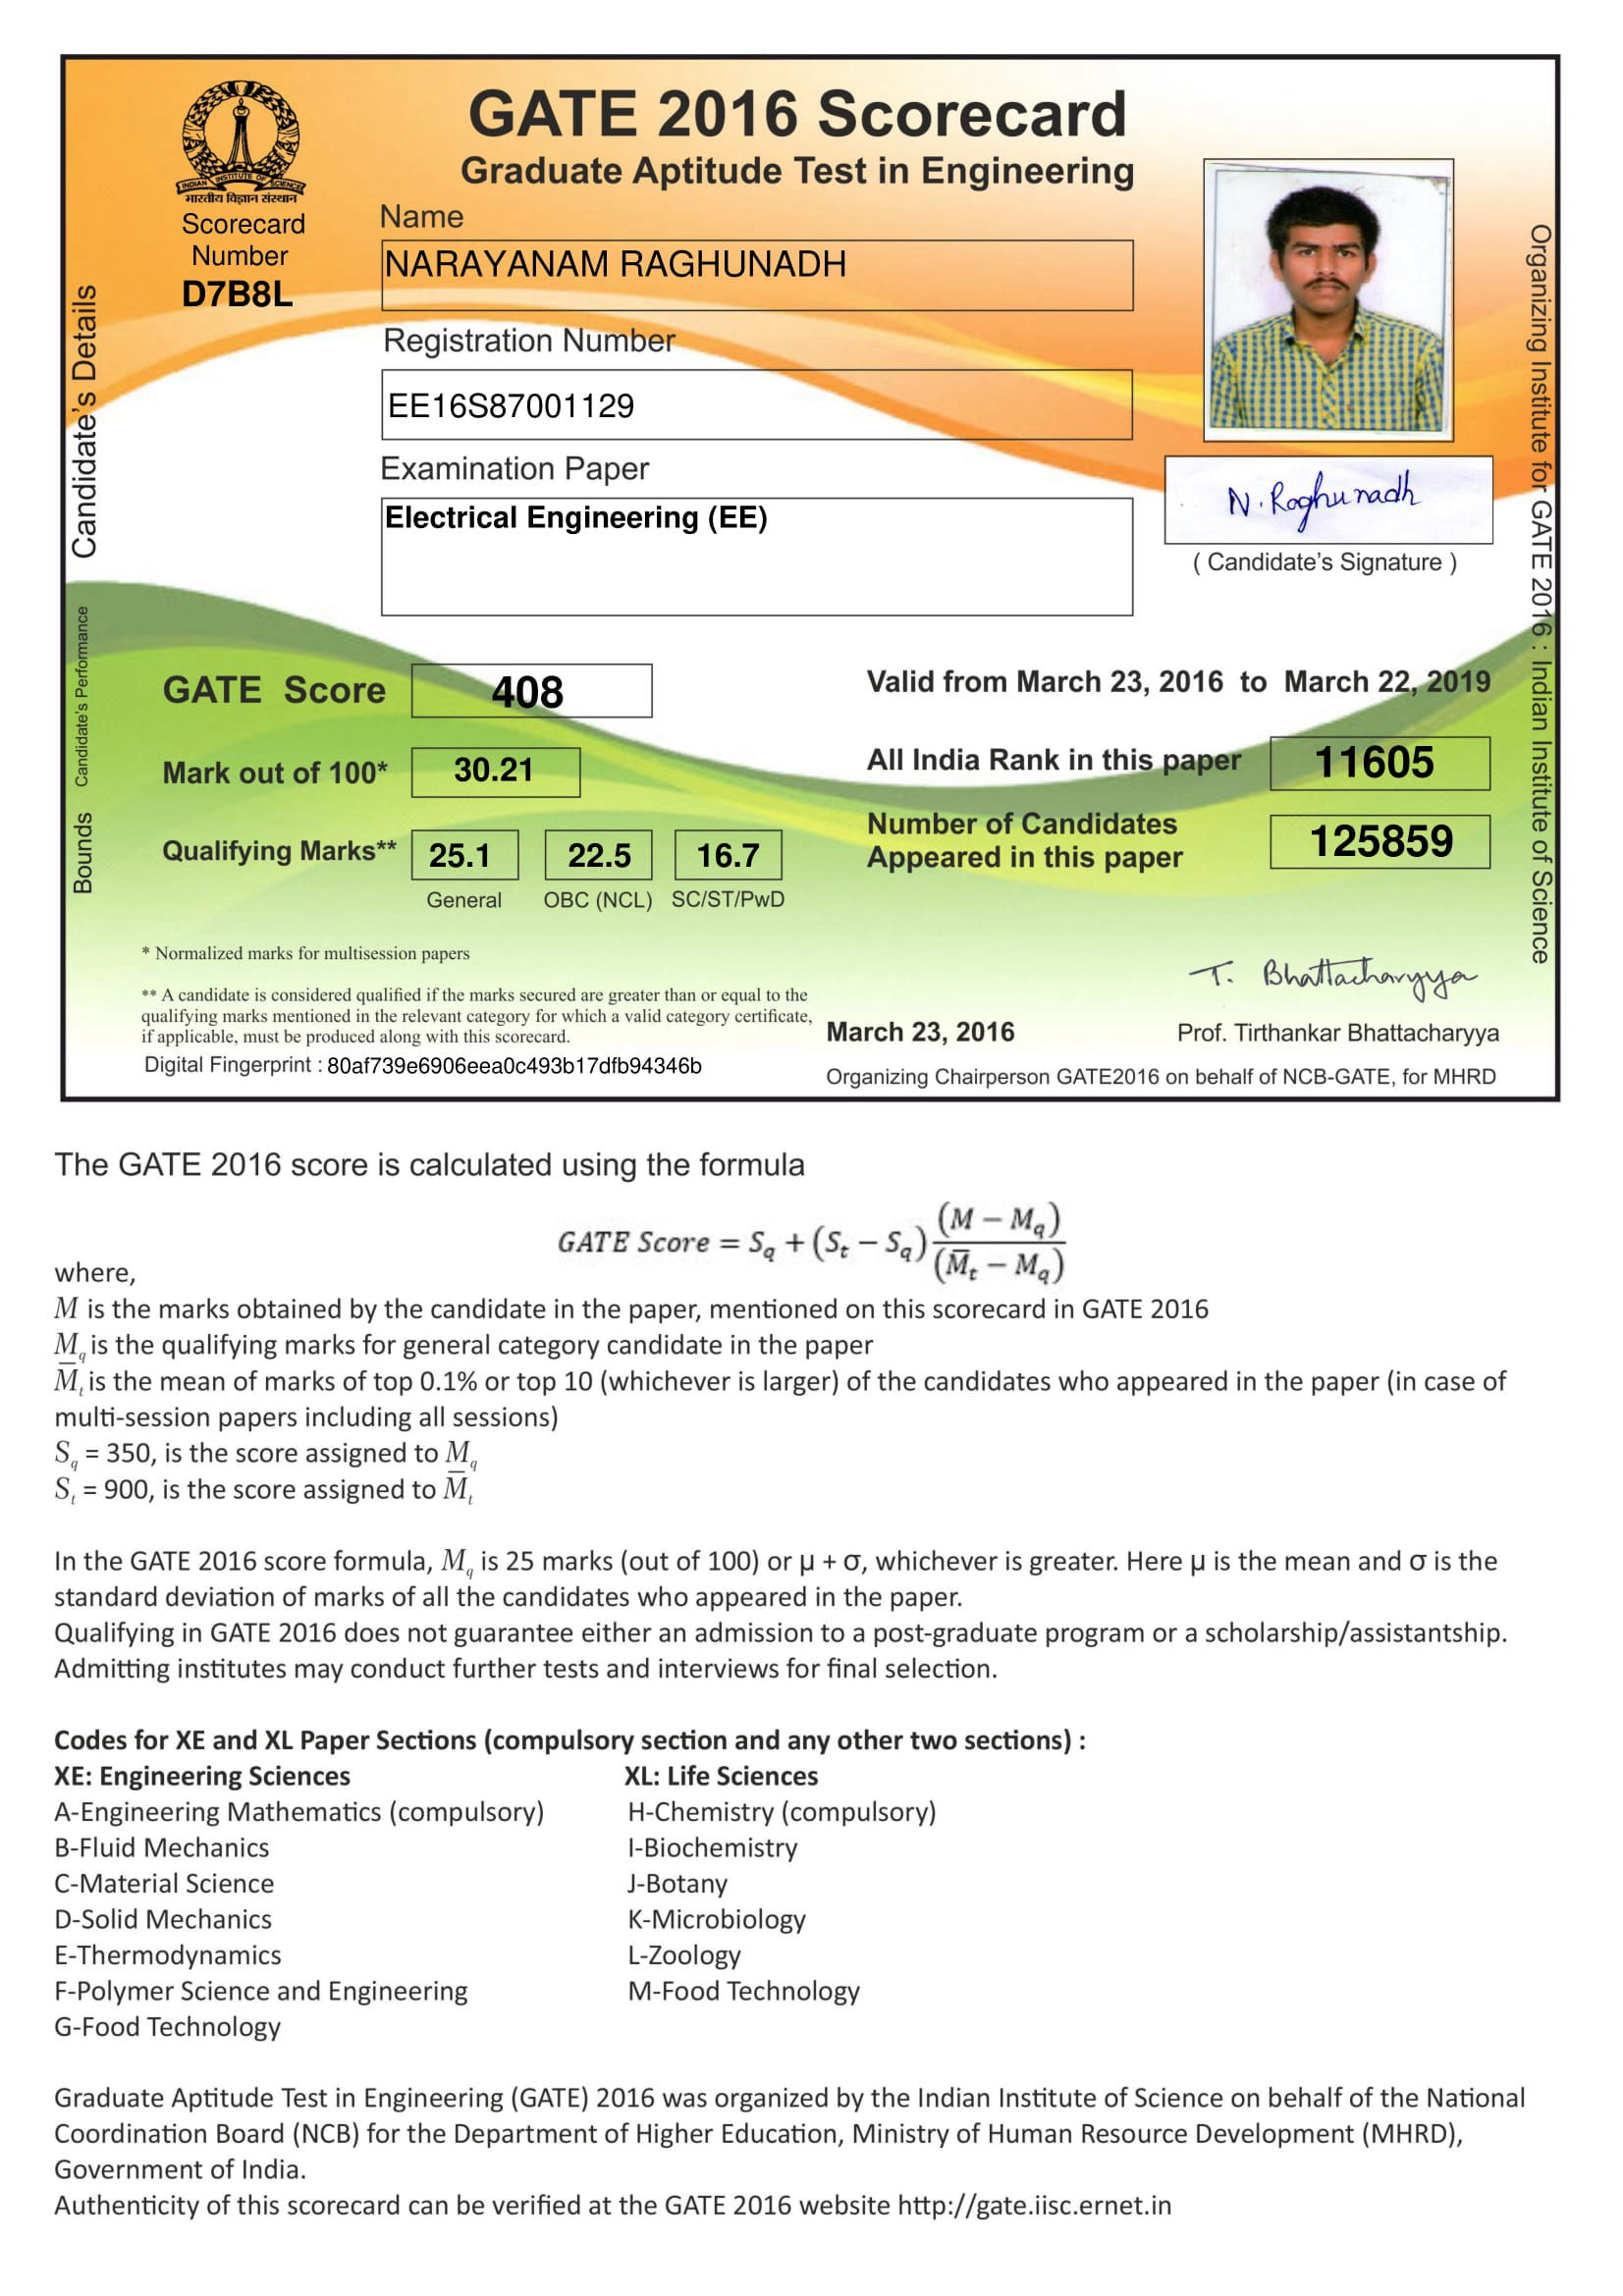 GATE 2016 Scorecard
Graduate Aptitude Test in Engineering
INDIAN INSTITUTE OF SCIENCE
भारतीय विज्ञान संस्थान
Scorecard
Number
D7B8L
Candidate's Details
Name
NARAYANAM RAGHUNADH
Registration Number
EE16S87001129
Examination Paper
Electrical Engineering (EE)
N. Raghunadh
( Candidate's Signature )
Organizing Institute for GATE 2016 : Indian Institute of Science
Candidate's Performance
GATE Score 408
Valid from March 23, 2016 to March 22, 2019
Mark out of 100* 30.21
All India Rank in this paper 11605
Bounds
Qualifying Marks** 25.1 22.5 16.7
General OBC (NCL) SC/ST/PwD
Number of Candidates
Appeared in this paper 125859
* Normalized marks for multisession papers
** A candidate is considered qualified if the marks secured are greater than or equal to the
qualifying marks mentioned in the relevant category for which a valid category certificate,
if applicable, must be produced along with this scorecard.
Digital Fingerprint : 80af739e6906eea0c493b17dfb94346b
T. Bhattacharyya
March 23, 2016 Prof. Tirthankar Bhattacharyya
Organizing Chairperson GATE2016 on behalf of NCB-GATE, for MHRD
The GATE 2016 score is calculated using the formula
GATE Score = S_q + (S_t − S_q) (M − M_q) / (M̅_t − M_q)
where,
M is the marks obtained by the candidate in the paper, mentioned on this scorecard in GATE 2016
M_q is the qualifying marks for general category candidate in the paper
M̅_t is the mean of marks of top 0.1% or top 10 (whichever is larger) of the candidates who appeared in the paper (in case of
multi-session papers including all sessions)
S_q = 350, is the score assigned to M_q
S_t = 900, is the score assigned to M̅_t
In the GATE 2016 score formula, M_q is 25 marks (out of 100) or µ + σ, whichever is greater. Here µ is the mean and σ is the
standard deviation of marks of all the candidates who appeared in the paper.
Qualifying in GATE 2016 does not guarantee either an admission to a post-graduate program or a scholarship/assistantship.
Admitting institutes may conduct further tests and interviews for final selection.
Codes for XE and XL Paper Sections (compulsory section and any other two sections) :
XE: Engineering Sciences XL: Life Sciences
A-Engineering Mathematics (compulsory) H-Chemistry (compulsory)
B-Fluid Mechanics I-Biochemistry
C-Material Science J-Botany
D-Solid Mechanics K-Microbiology
E-Thermodynamics L-Zoology
F-Polymer Science and Engineering M-Food Technology
G-Food Technology
Graduate Aptitude Test in Engineering (GATE) 2016 was organized by the Indian Institute of Science on behalf of the National
Coordination Board (NCB) for the Department of Higher Education, Ministry of Human Resource Development (MHRD),
Government of India.
Authenticity of this scorecard can be verified at the GATE 2016 website http://gate.iisc.ernet.in